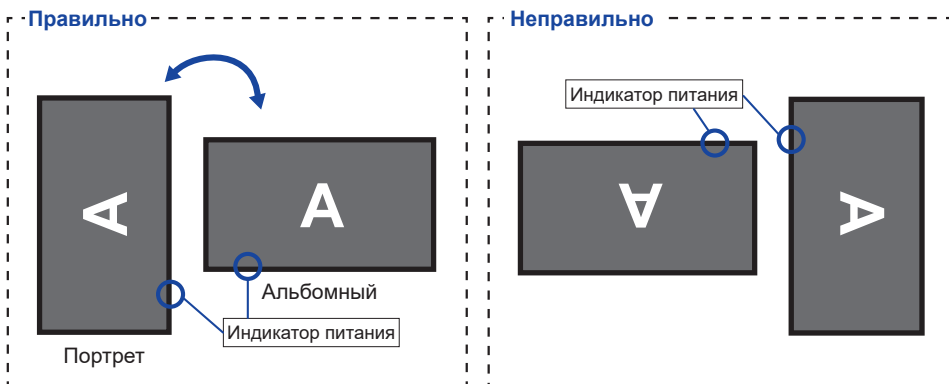 Правильно
A
A
Альбомный
Индикатор питания
Портрет
Неправильно
Индикатор питания
A
A